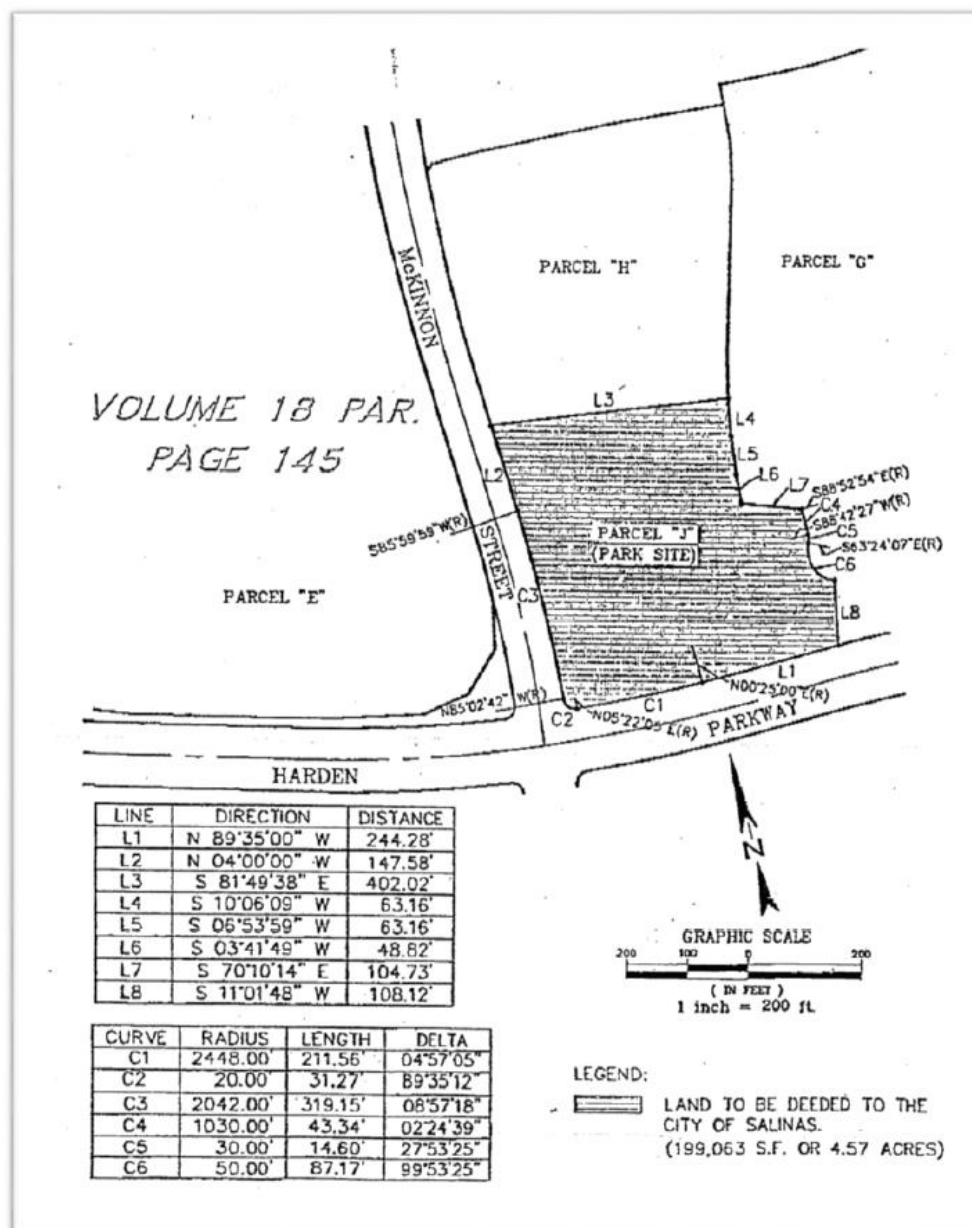 PARCEL "H"
PARCEL "G"
McKINNON
VOLUME 18 PAR.
PAGE 145
L3
L4
L5
L6
L7
S88°52'54"E(R)
C4
S86°42'27"W(R)
C5
S63°24'07"E(R)
C6
L2
S85°59'59"W(R)
PARCEL "J"
(PARK SITE)
STREET
PARCEL "E"
C3
L8
L1
N00°25'00"E(R)
N85°02'42"W(R)
C2
N05°22'05"E(R)
C1
PARKWAY
HARDEN
N
LINE DIRECTION DISTANCE
L1 N 89°35'00" W 244.28'
L2 N 04°00'00" W 147.58'
L3 S 81°49'38" E 402.02'
L4 S 10°06'09" W 63.16'
L5 S 06°53'59" W 63.16'
L6 S 03°41'49" W 48.82'
L7 S 70°10'14" E 104.73'
L8 S 11°01'48" W 108.12'
GRAPHIC SCALE
200 100 0 200
( IN FEET )
1 inch = 200 ft.
CURVE RADIUS LENGTH DELTA
C1 2448.00' 211.56' 04°57'05"
C2 20.00' 31.27' 89°35'12"
C3 2042.00' 319.15' 08°57'18"
C4 1030.00' 43.34' 02°24'39"
C5 30.00' 14.60' 27°53'25"
C6 50.00' 87.17' 99°53'25"
LEGEND:
LAND TO BE DEEDED TO THE
CITY OF SALINAS.
(199,063 S.F. OR 4.57 ACRES)